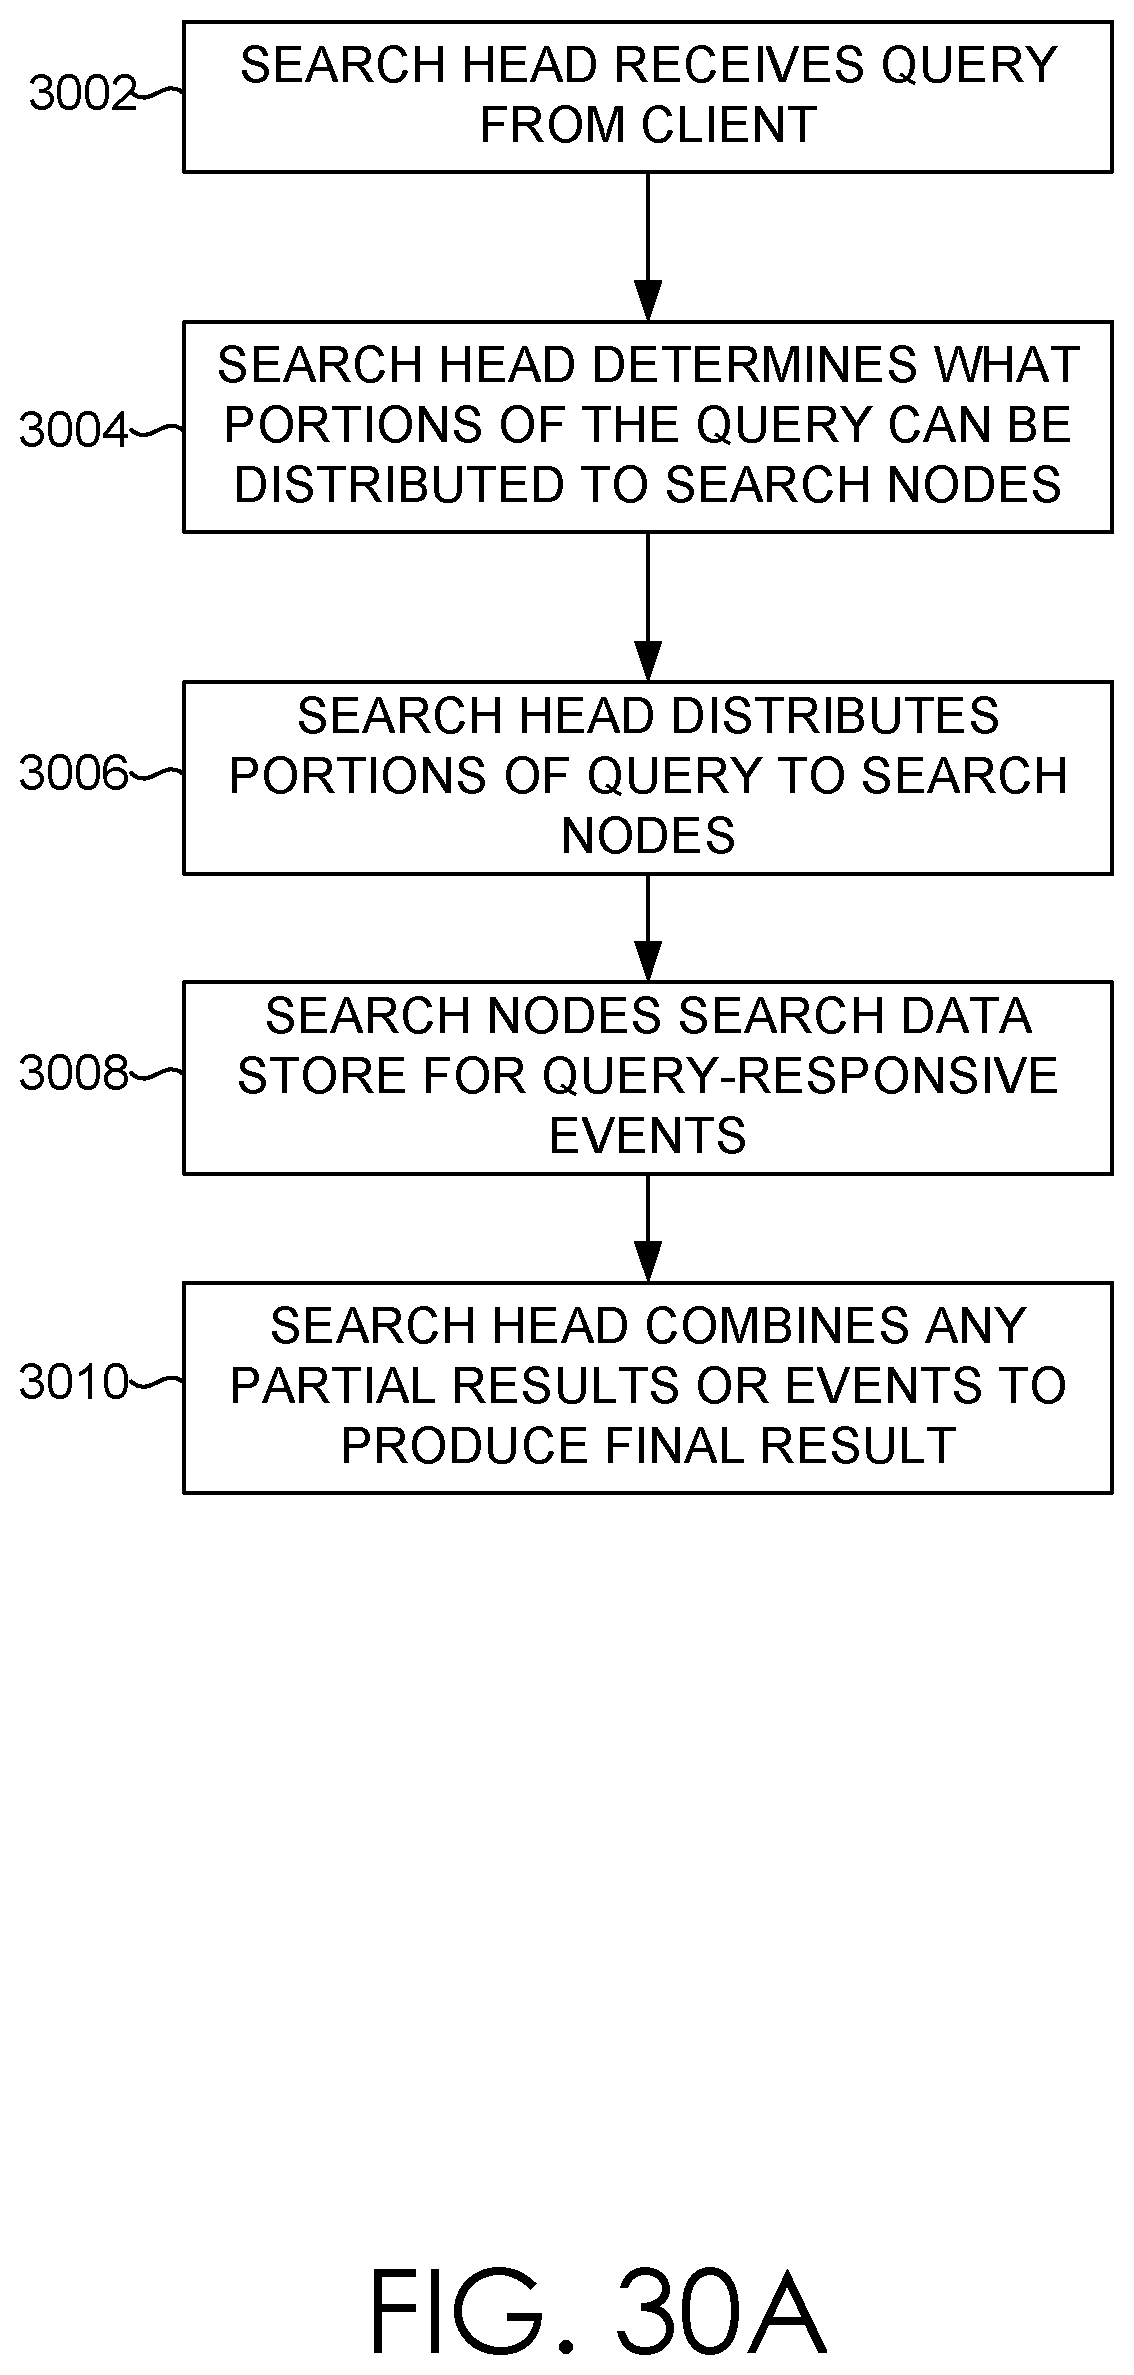 3002
SEARCH HEAD RECEIVES QUERY
FROM CLIENT
3004
SEARCH HEAD DETERMINES WHAT
PORTIONS OF THE QUERY CAN BE
DISTRIBUTED TO SEARCH NODES
3006
SEARCH HEAD DISTRIBUTES
PORTIONS OF QUERY TO SEARCH
NODES
3008
SEARCH NODES SEARCH DATA
STORE FOR QUERY-RESPONSIVE
EVENTS
3010
SEARCH HEAD COMBINES ANY
PARTIAL RESULTS OR EVENTS TO
PRODUCE FINAL RESULT
FIG. 30A